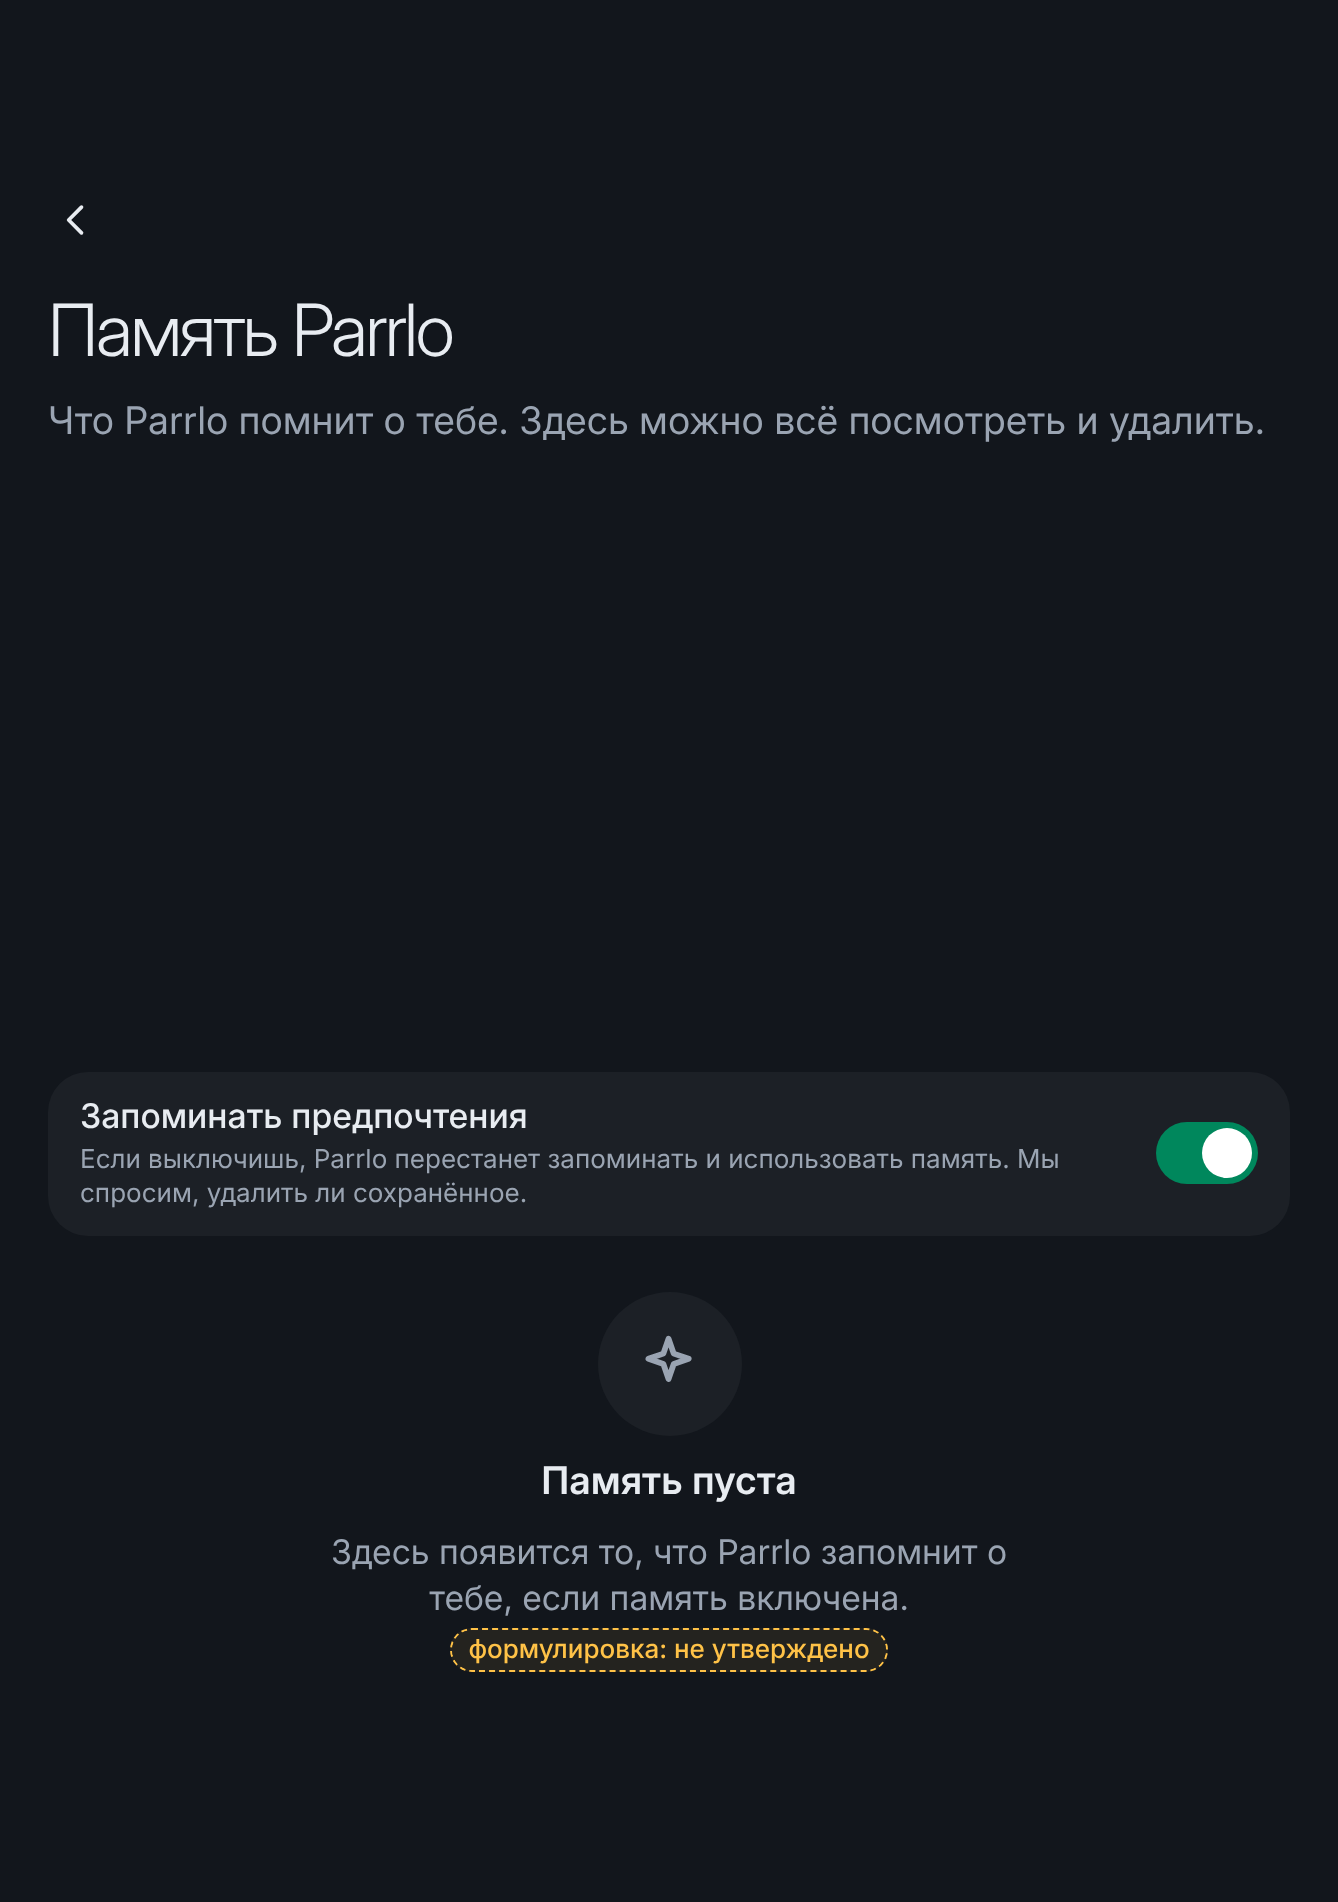 Память Parrlo
Что Parrlo помнит о тебе. Здесь можно всё посмотреть и удалить.
Запоминать предпочтения
Если выключишь, Parrlo перестанет запоминать и использовать память. Мы
спросим, удалить ли сохранённое.
Память пуста
Здесь появится то, что Parrlo запомнит о
тебе, если память включена.
формулировка: не утверждено